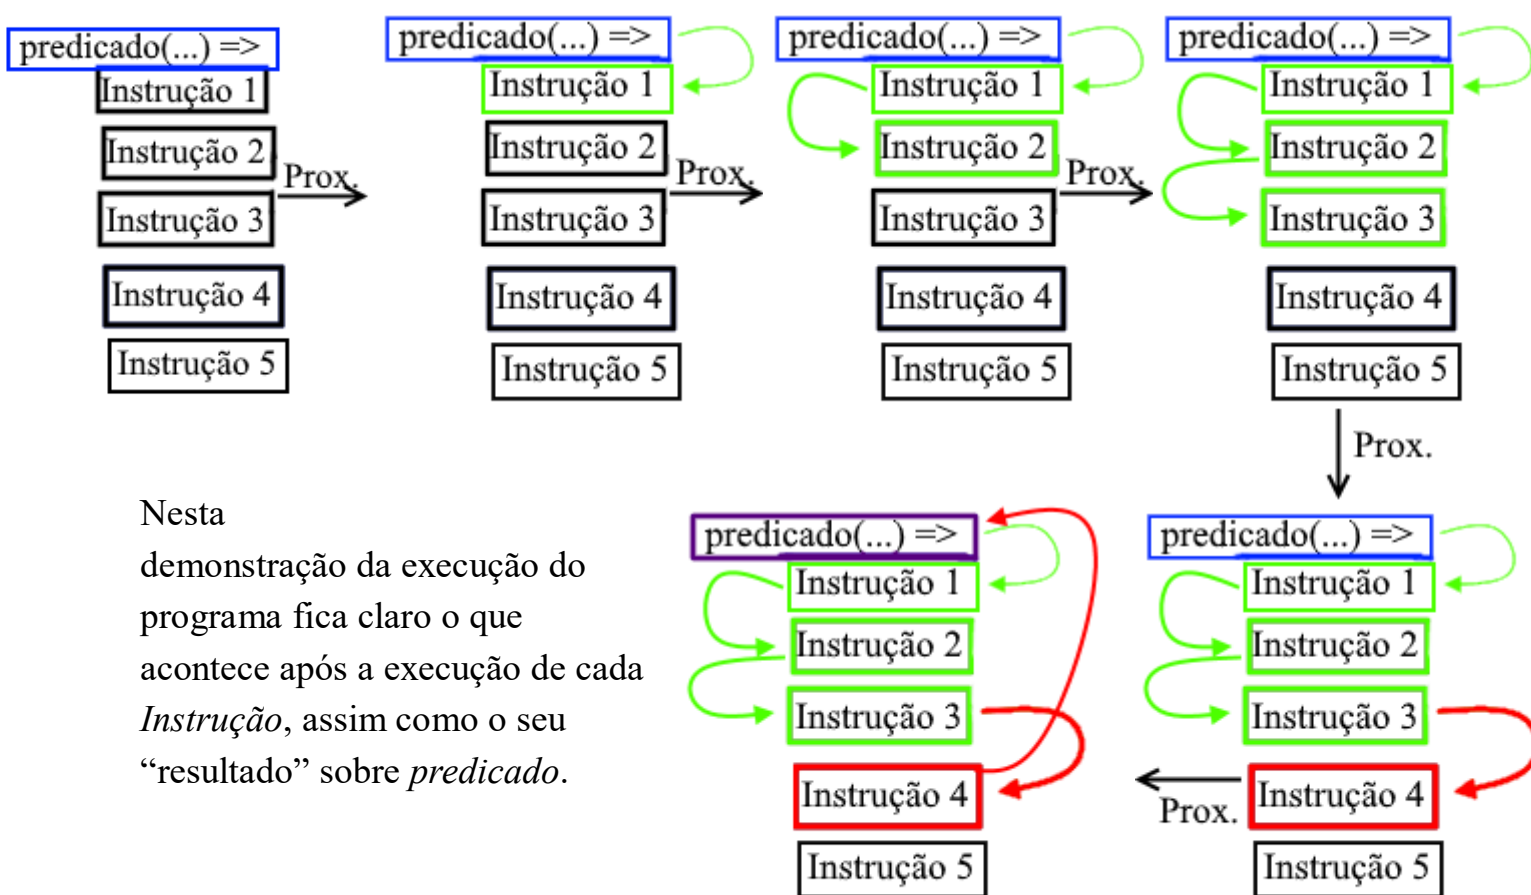 predicado(...) =>
Instrução 1
Instrução 2
Instrução 3
Instrução 4
Instrução 5
Prox.
predicado(...) =>
Instrução 1
Instrução 2
Instrução 3
Instrução 4
Instrução 5
Prox.
predicado(...) =>
Instrução 1
Instrução 2
Instrução 3
Instrução 4
Instrução 5
Prox.
predicado(...) =>
Instrução 1
Instrução 2
Instrução 3
Instrução 4
Instrução 5
Prox.
predicado(...) =>
Instrução 1
Instrução 2
Instrução 3
Instrução 4
Instrução 5
Prox.
predicado(...) =>
Instrução 1
Instrução 2
Instrução 3
Instrução 4
Instrução 5
Nesta
demonstração da execução do
programa fica claro o que
acontece após a execução de cada
Instrução, assim como o seu
“resultado” sobre predicado.